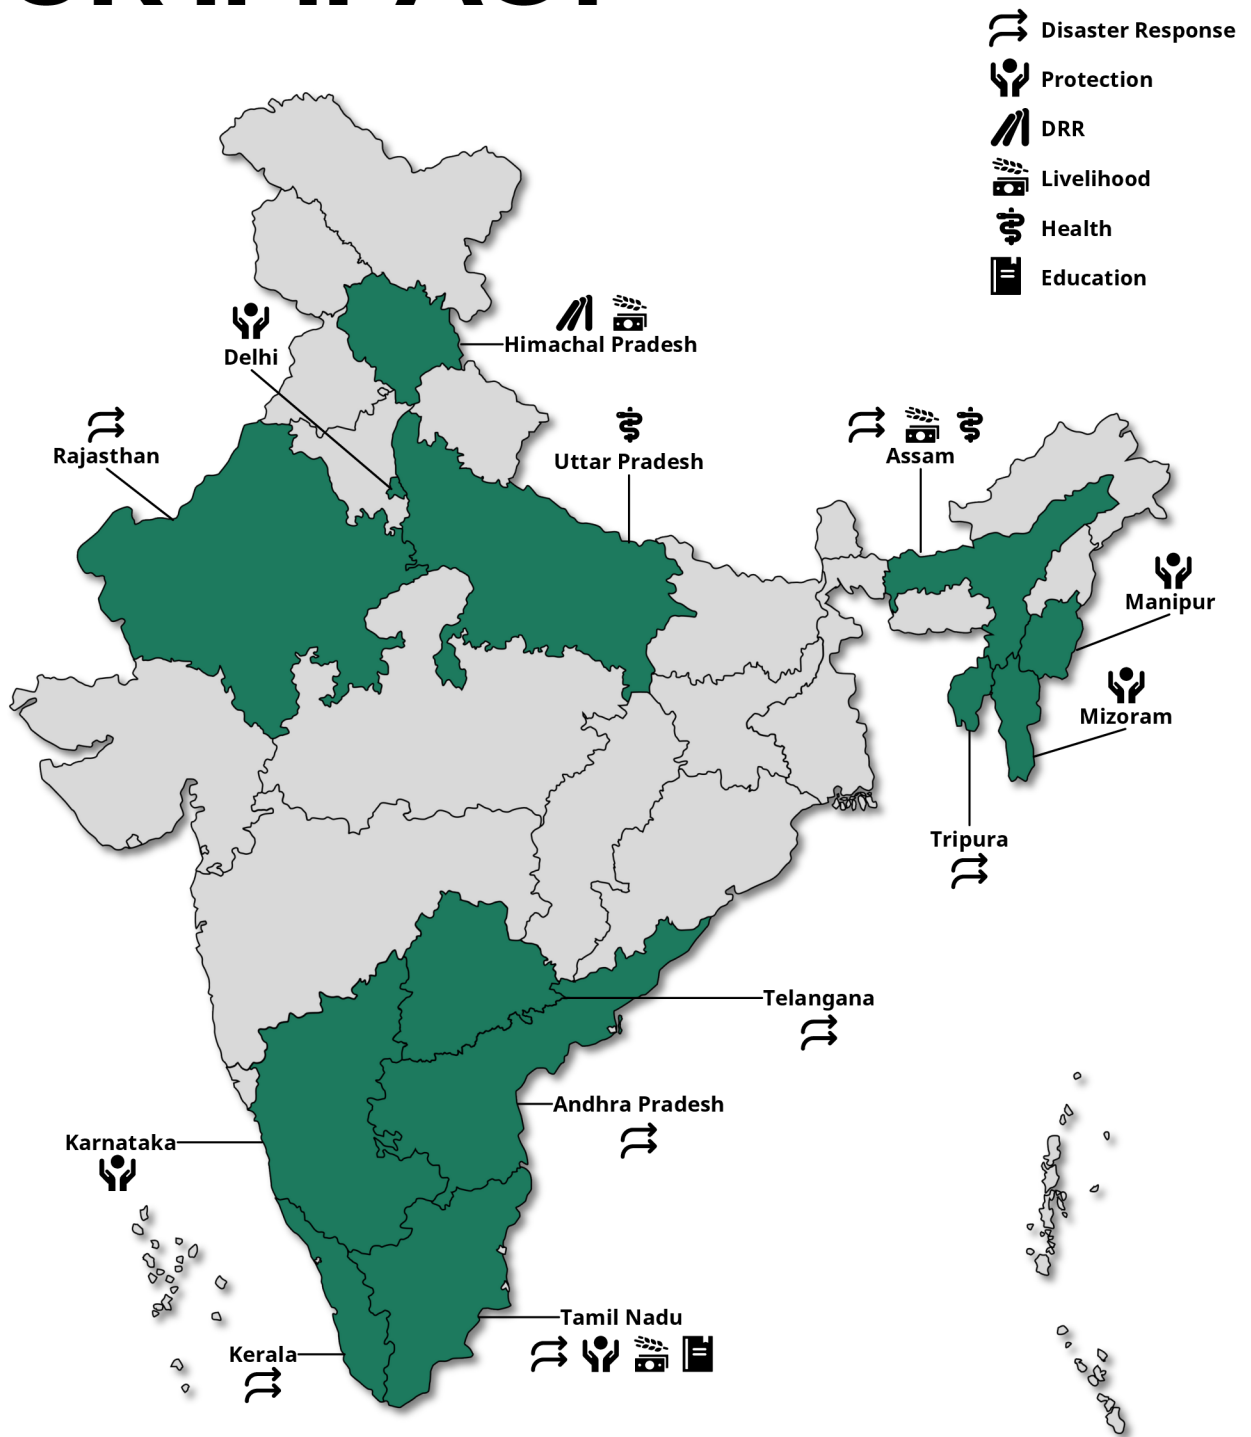 Disaster Response
Protection
DRR
Livelihood
Health
Education
Delhi
Himachal Pradesh
Rajasthan
Uttar Pradesh
Assam
Manipur
Mizoram
Tripura
Telangana
Andhra Pradesh
Karnataka
Tamil Nadu
Kerala